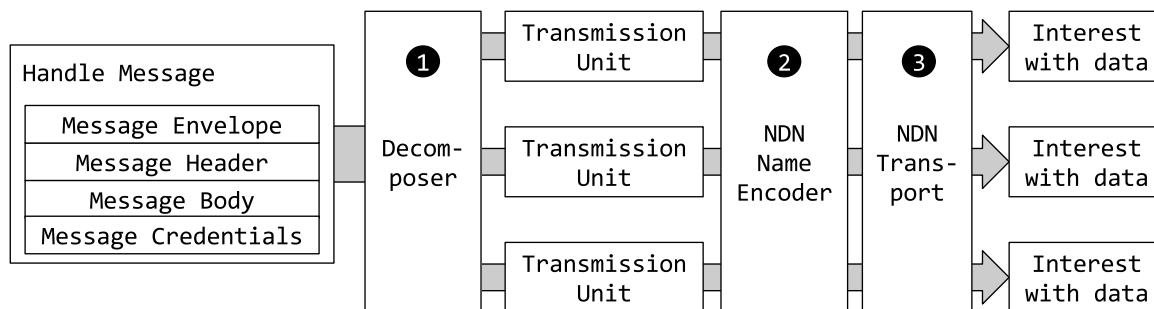 Handle Message
Message Envelope
Message Header
Message Body
Message Credentials
1
Decom-
poser
Transmission
Unit
Transmission
Unit
Transmission
Unit
2
NDN
Name
Encoder
3
NDN
Trans-
port
Interest
with data
Interest
with data
Interest
with data